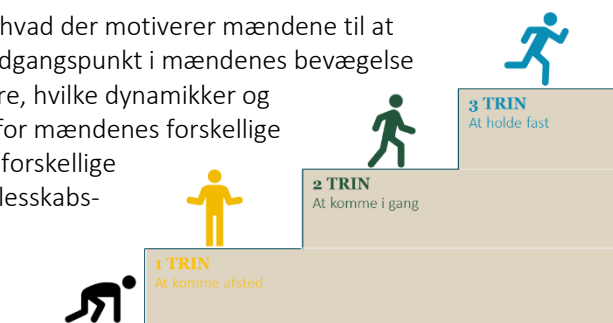 hvad der motiverer mændene til at
dgangspunkt i mændenes bevægelse
re, hvilke dynamikker og
for mændenes forskellige
forskellige
lesskabs-
3 TRIN
At holde fast
2 TRIN
At komme i gang
1 TRIN
At komme afsted